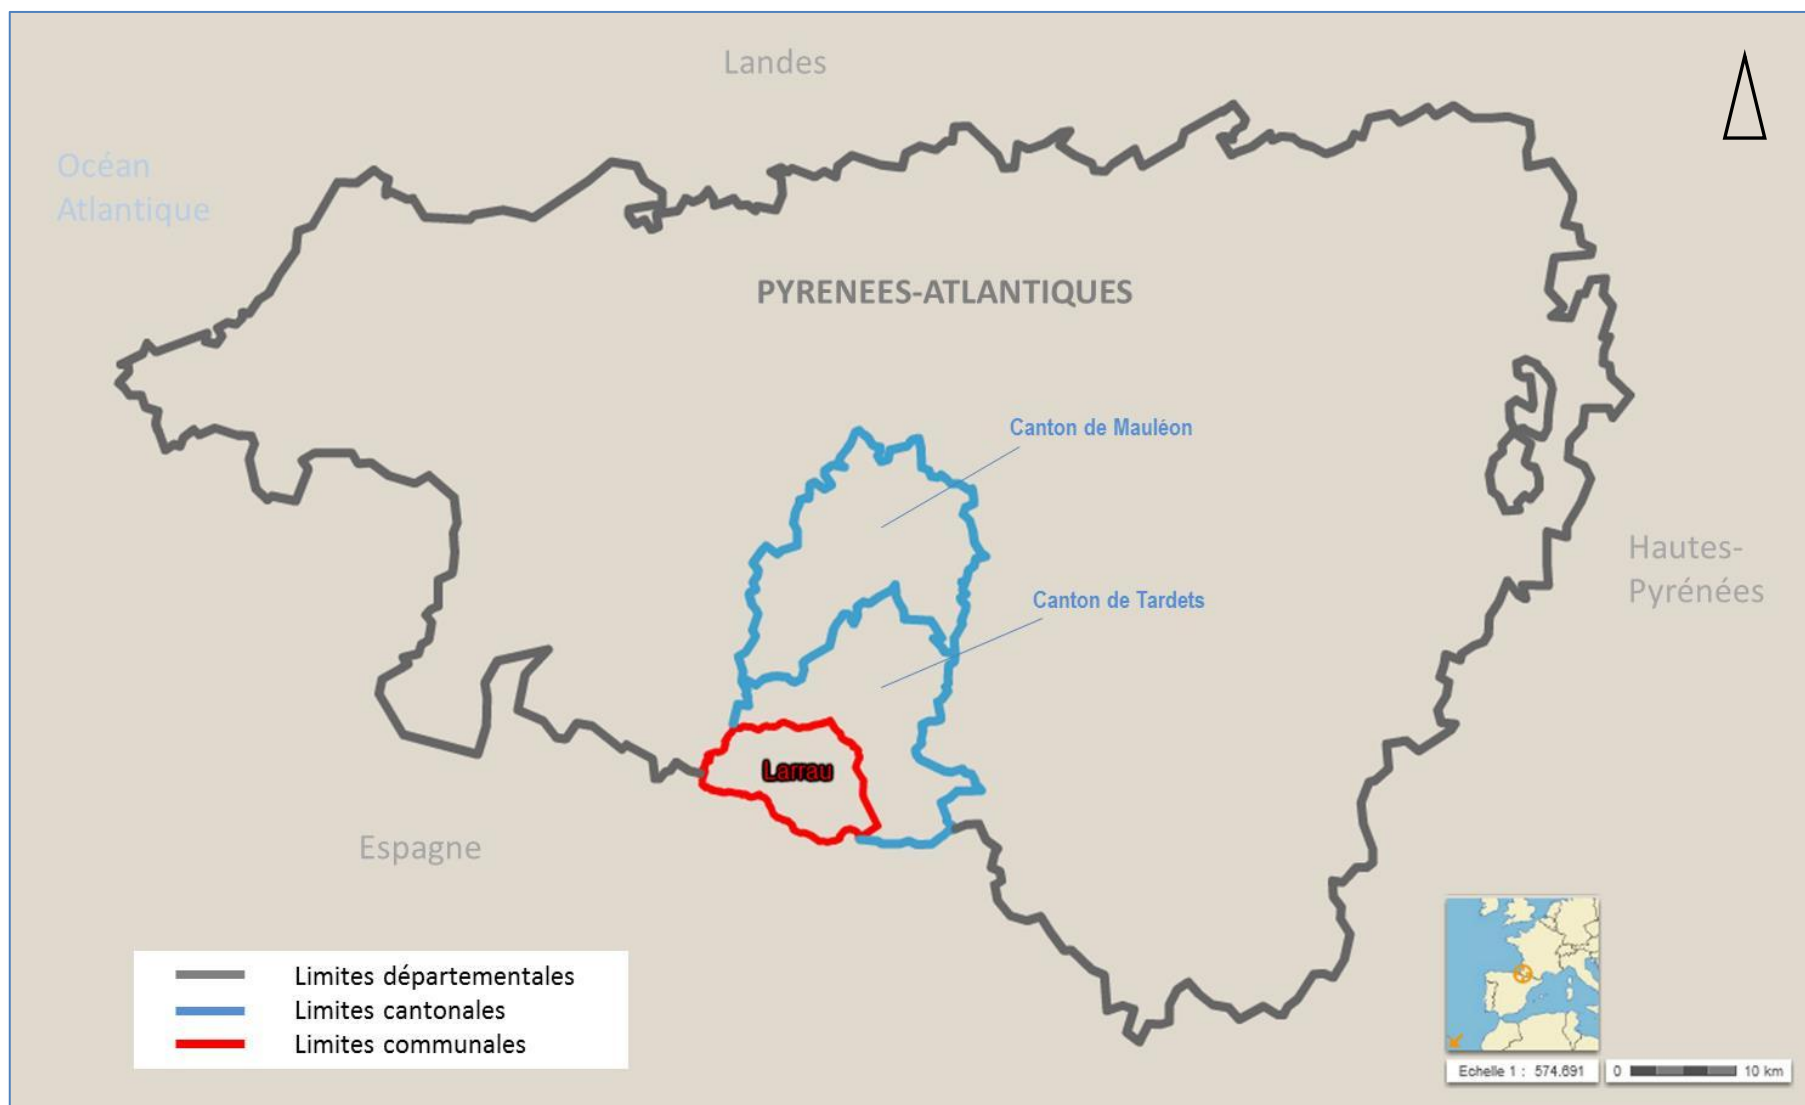 Landes
Océan
Atlantique
PYRENEES-ATLANTIQUES
Canton de Mauléon
Hautes-
Pyrénées
Canton de Tardets
Larrau
Espagne
Limites départementales
Limites cantonales
Limites communales
Echelle 1 : 574.691
0 10 km